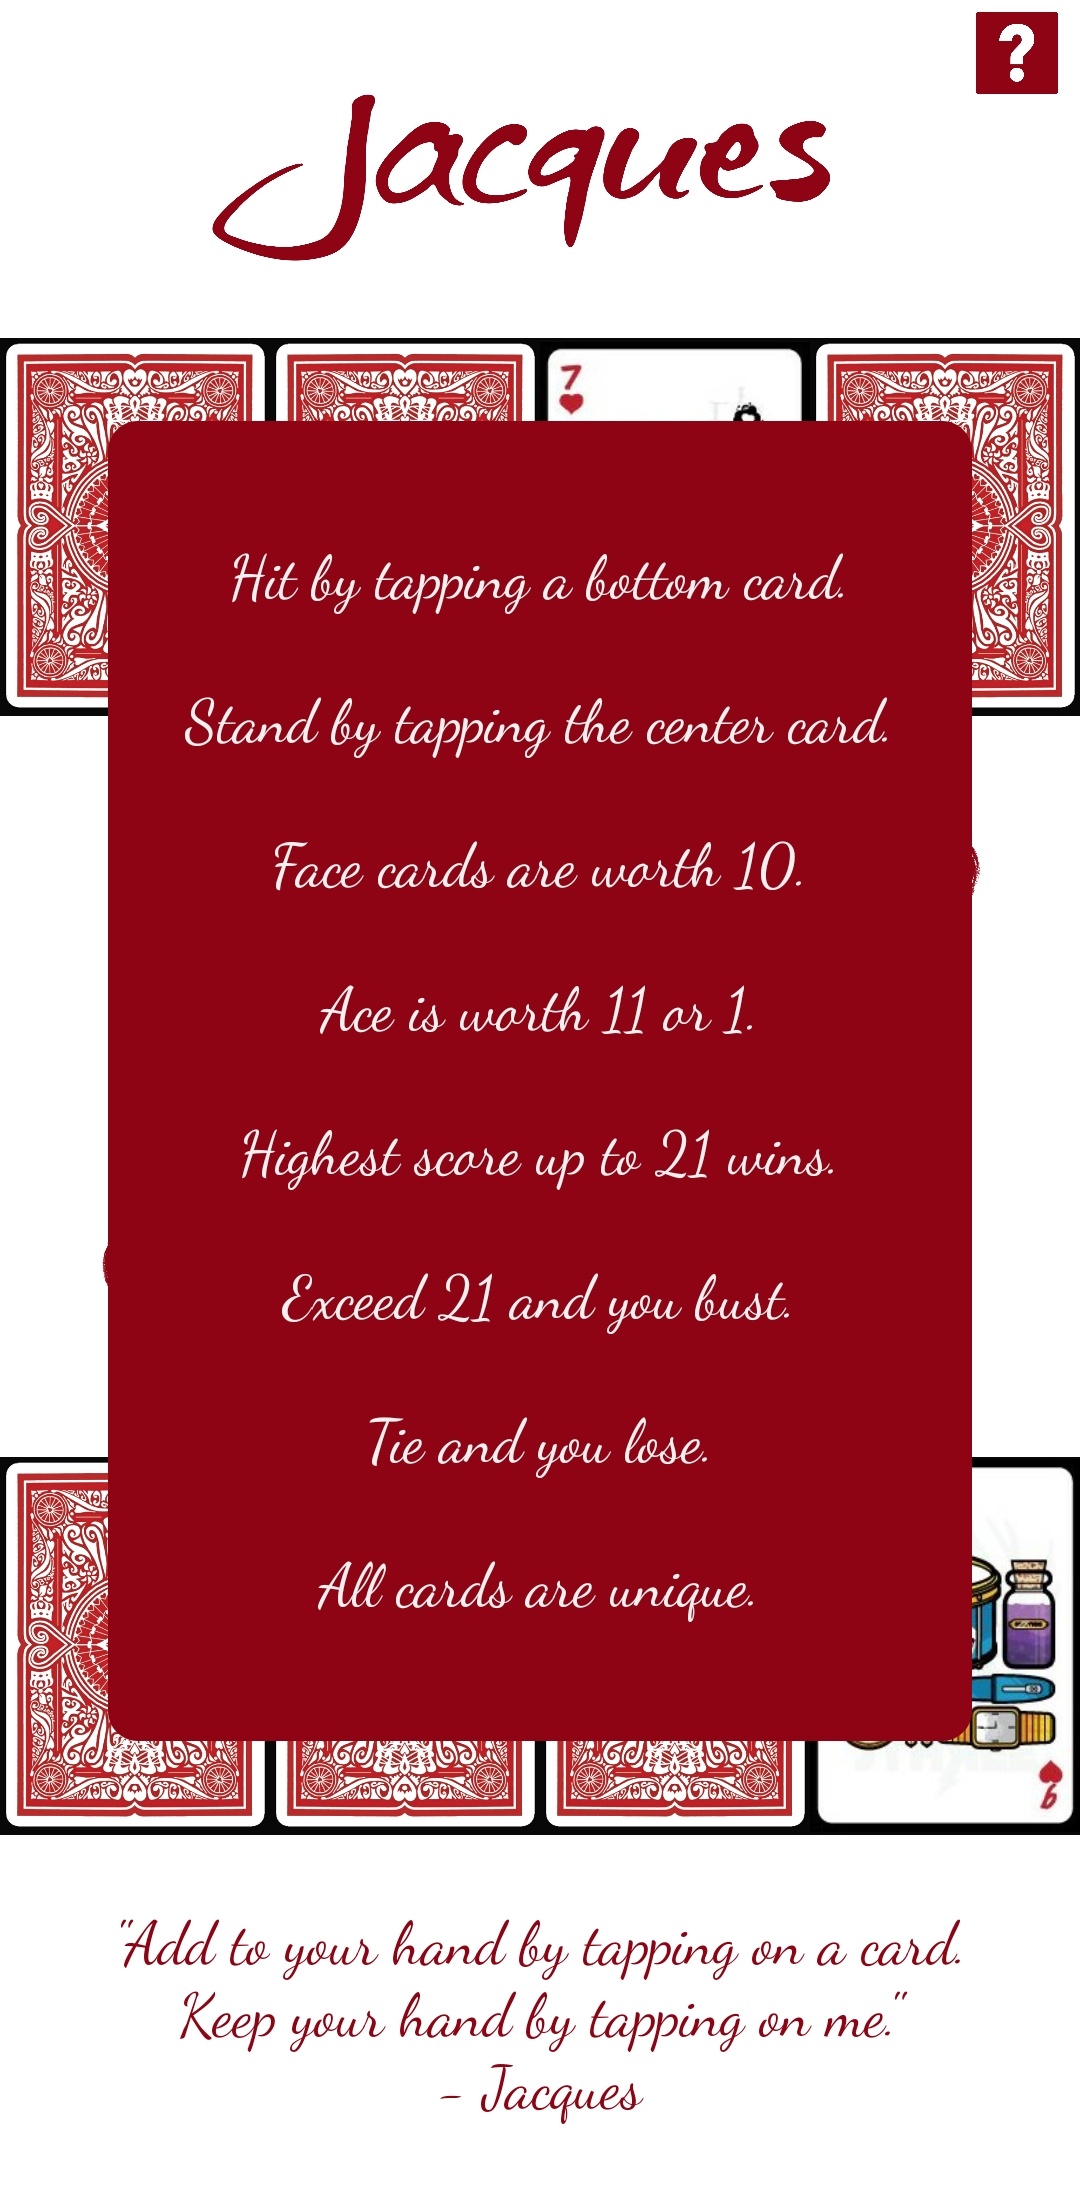 ?
Jacques
7
Hit by tapping a bottom card.
Stand by tapping the center card.
Face cards are worth 10.
Ace is worth 11 or 1.
Highest score up to 21 wins.
Exceed 21 and you bust.
Tie and you lose.
All cards are unique.
9
"Add to your hand by tapping on a card.
Keep your hand by tapping on me."
- Jacques